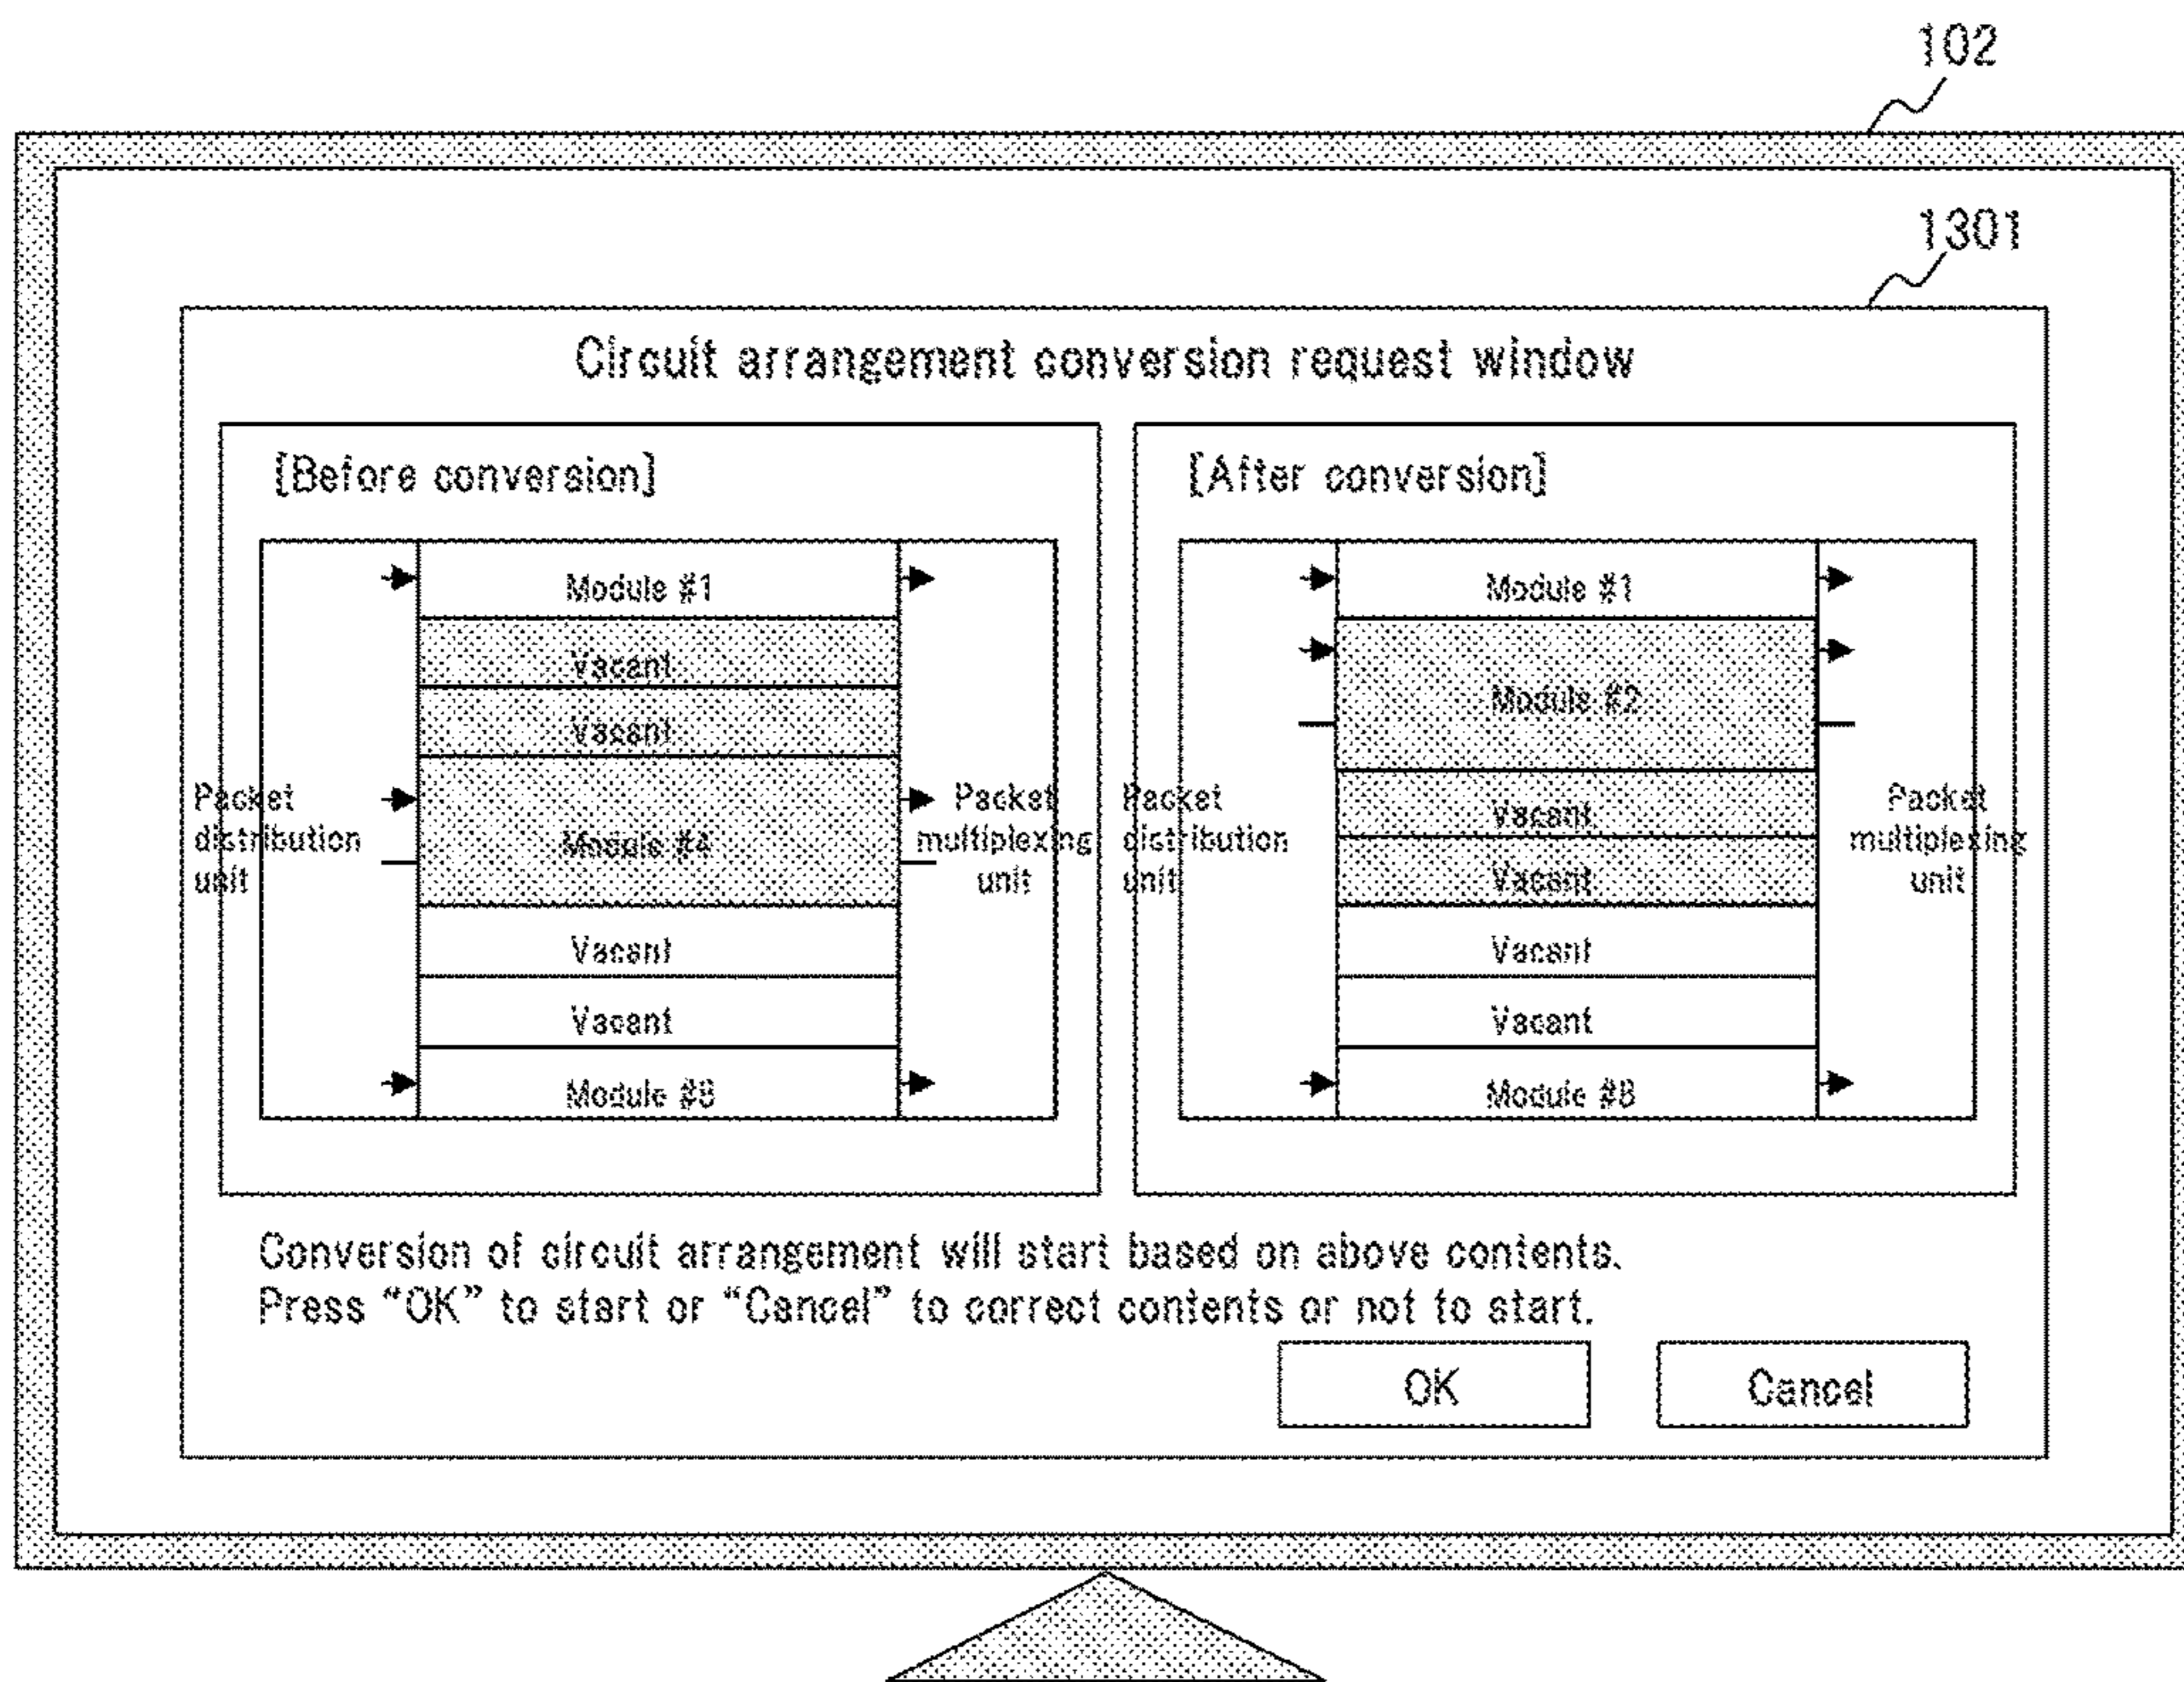 102
1301
Circuit arrangement conversion request window
[Before conversion]
Module #1
Vacant
Vacant
Packet
distribution
unit
Module #4
Packet
multiplexing
unit
Vacant
Vacant
Module #8
[After conversion]
Module #1
Module #2
Packet
distribution
unit
Vacant
Vacant
Packet
multiplexing
unit
Vacant
Vacant
Module #8
Conversion of circuit arrangement will start based on above contents.
Press “OK” to start or “Cancel” to correct contents or not to start.
OK
Cancel